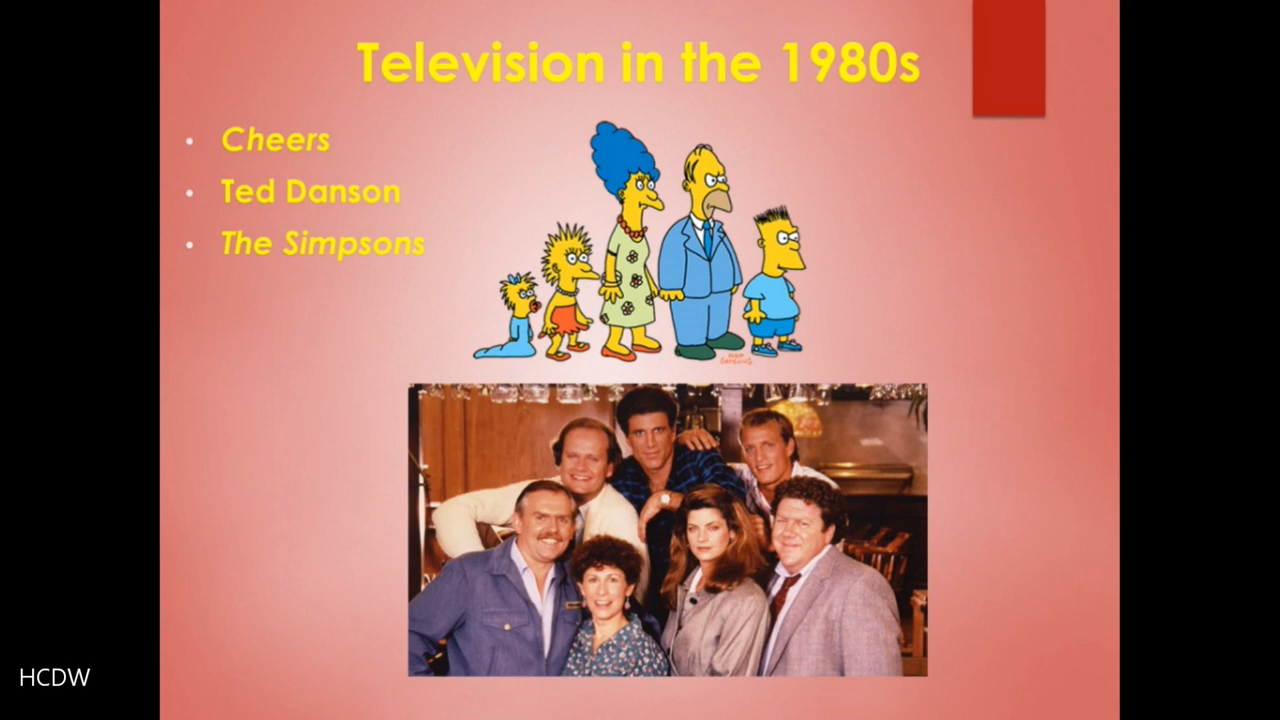 Television in the 1980s
• Cheers
• Ted Danson
• The Simpsons
HCDW